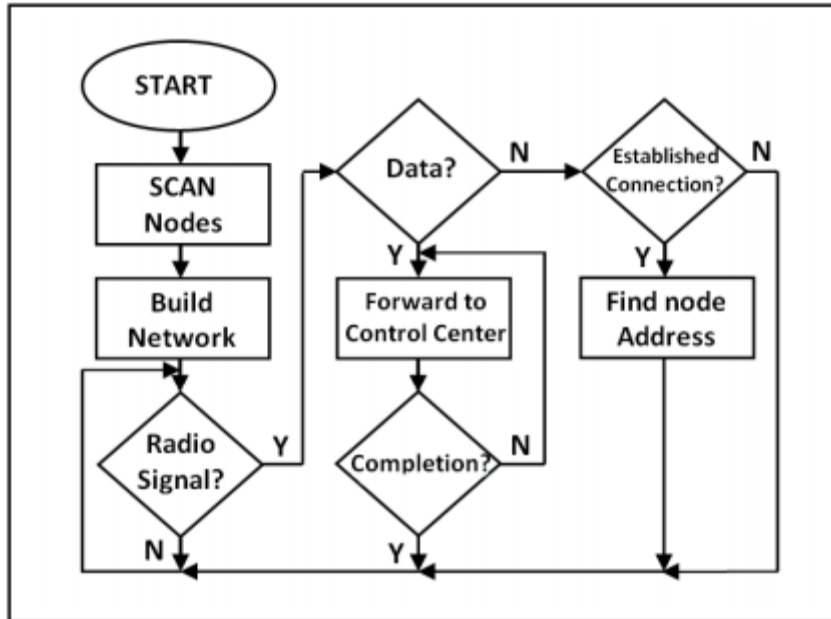 START
SCAN
Nodes
Build
Network
Radio
Signal?
Y
N
Data?
N
Y
Forward to
Control Center
Completion?
N
Y
Established
Connection?
N
Y
Find node
Address